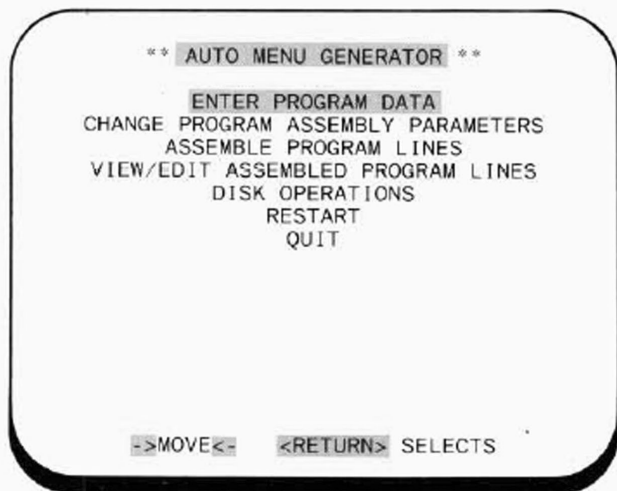 ** AUTO MENU GENERATOR **
ENTER PROGRAM DATA
CHANGE PROGRAM ASSEMBLY PARAMETERS
ASSEMBLE PROGRAM LINES
VIEW/EDIT ASSEMBLED PROGRAM LINES
DISK OPERATIONS
RESTART
QUIT
->MOVE<- <RETURN> SELECTS